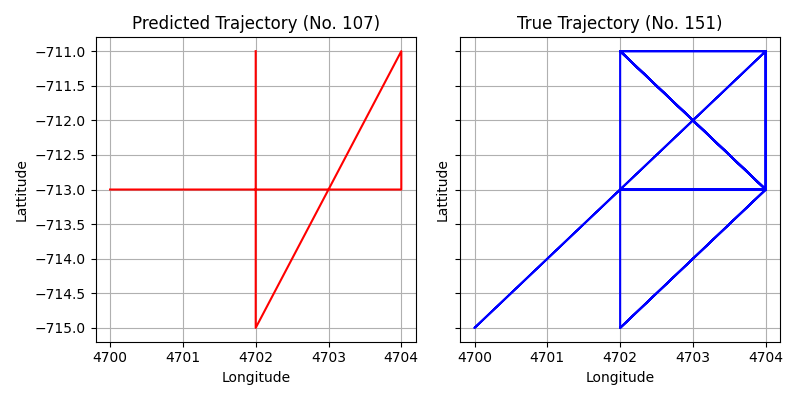 Predicted Trajectory (No. 107)
True Trajectory (No. 151)
−711.0
−711.5
−712.0
−712.5
−713.0
−713.5
−714.0
−714.5
−715.0
Lattitude
Lattitude
4700 4701 4702 4703 4704
4700 4701 4702 4703 4704
Longitude
Longitude